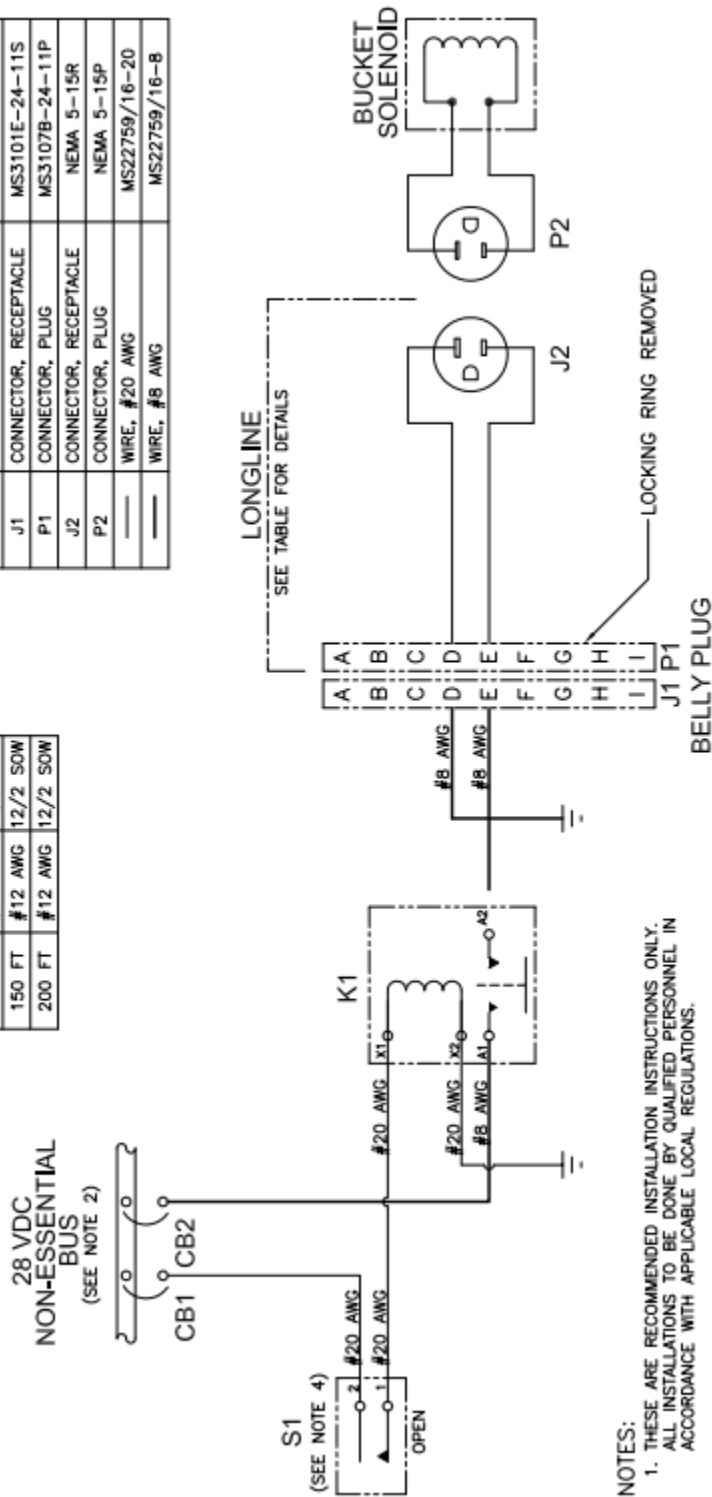 J1 CONNECTOR, RECEPTACLE MS3101E-24-11S
P1 CONNECTOR, PLUG MS3107B-24-11P
J2 CONNECTOR, RECEPTACLE NEMA 5-15R
P2 CONNECTOR, PLUG NEMA 5-15P
WIRE, #20 AWG MS22759/16-20
WIRE, #8 AWG MS22759/16-8
150 FT #12 AWG 12/2 SOW
200 FT #12 AWG 12/2 SOW
28 VDC
NON-ESSENTIAL
BUS
(SEE NOTE 2)
CB1
CB2
S1
(SEE NOTE 4)
2
1
OPEN
#20 AWG
#20 AWG
K1
X1
X2
A1
A2
#20 AWG
#20 AWG
#8 AWG
#8 AWG
#8 AWG
A A
B B
C C
D D
E E
F F
G G
H H
I I
J1 P1
BELLY PLUG
LONGLINE
SEE TABLE FOR DETAILS
J2
P2
BUCKET
SOLENOID
LOCKING RING REMOVED
NOTES:
1. THESE ARE RECOMMENDED INSTALLATION INSTRUCTIONS ONLY.
ALL INSTALLATIONS TO BE DONE BY QUALIFIED PERSONNEL IN
ACCORDANCE WITH APPLICABLE LOCAL REGULATIONS.